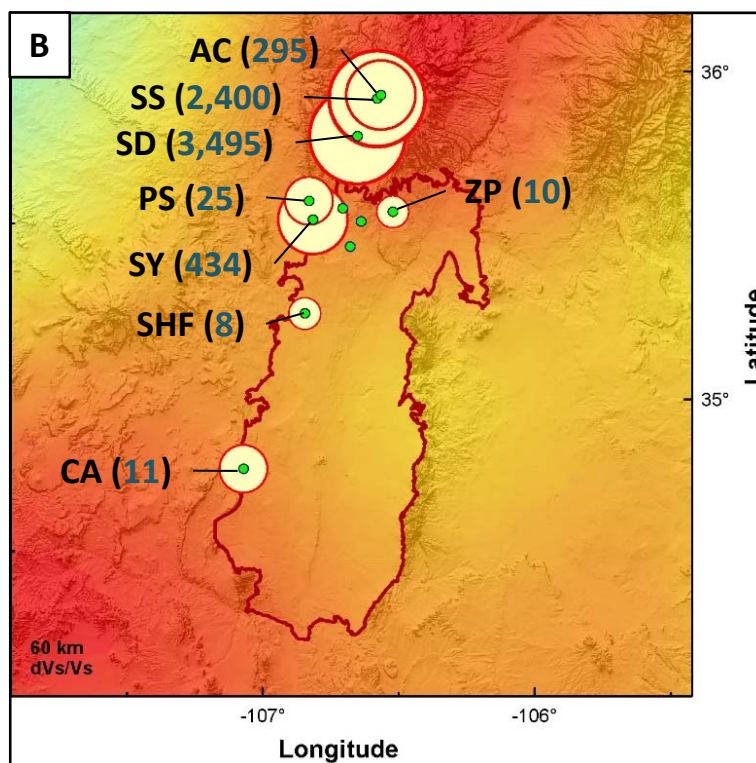 B
AC (295)
SS (2,400)
SD (3,495)
PS (25)
ZP (10)
SY (434)
SHF (8)
CA (11)
60 km
dVs/Vs
36°
35°
Latitude
-107°
-106°
Longitude